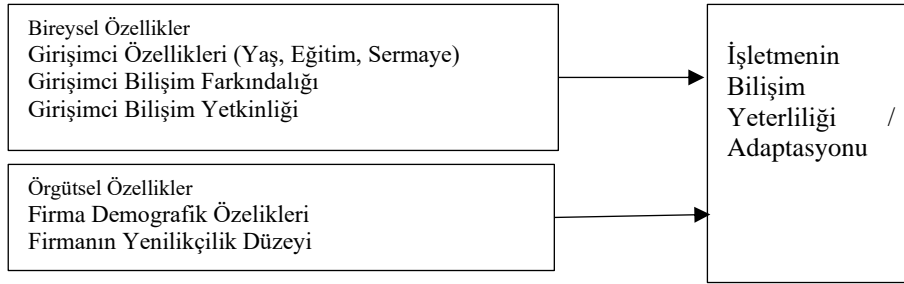 Bireysel Özellikler
Girişimci Özellikleri (Yaş, Eğitim, Sermaye)
Girişimci Bilişim Farkındalığı
Girişimci Bilişim Yetkinliği
Örgütsel Özellikler
Firma Demografik Özelikleri
Firmanın Yenilikçilik Düzeyi
İşletmenin
Bilişim
Yeterliliği /
Adaptasyonu